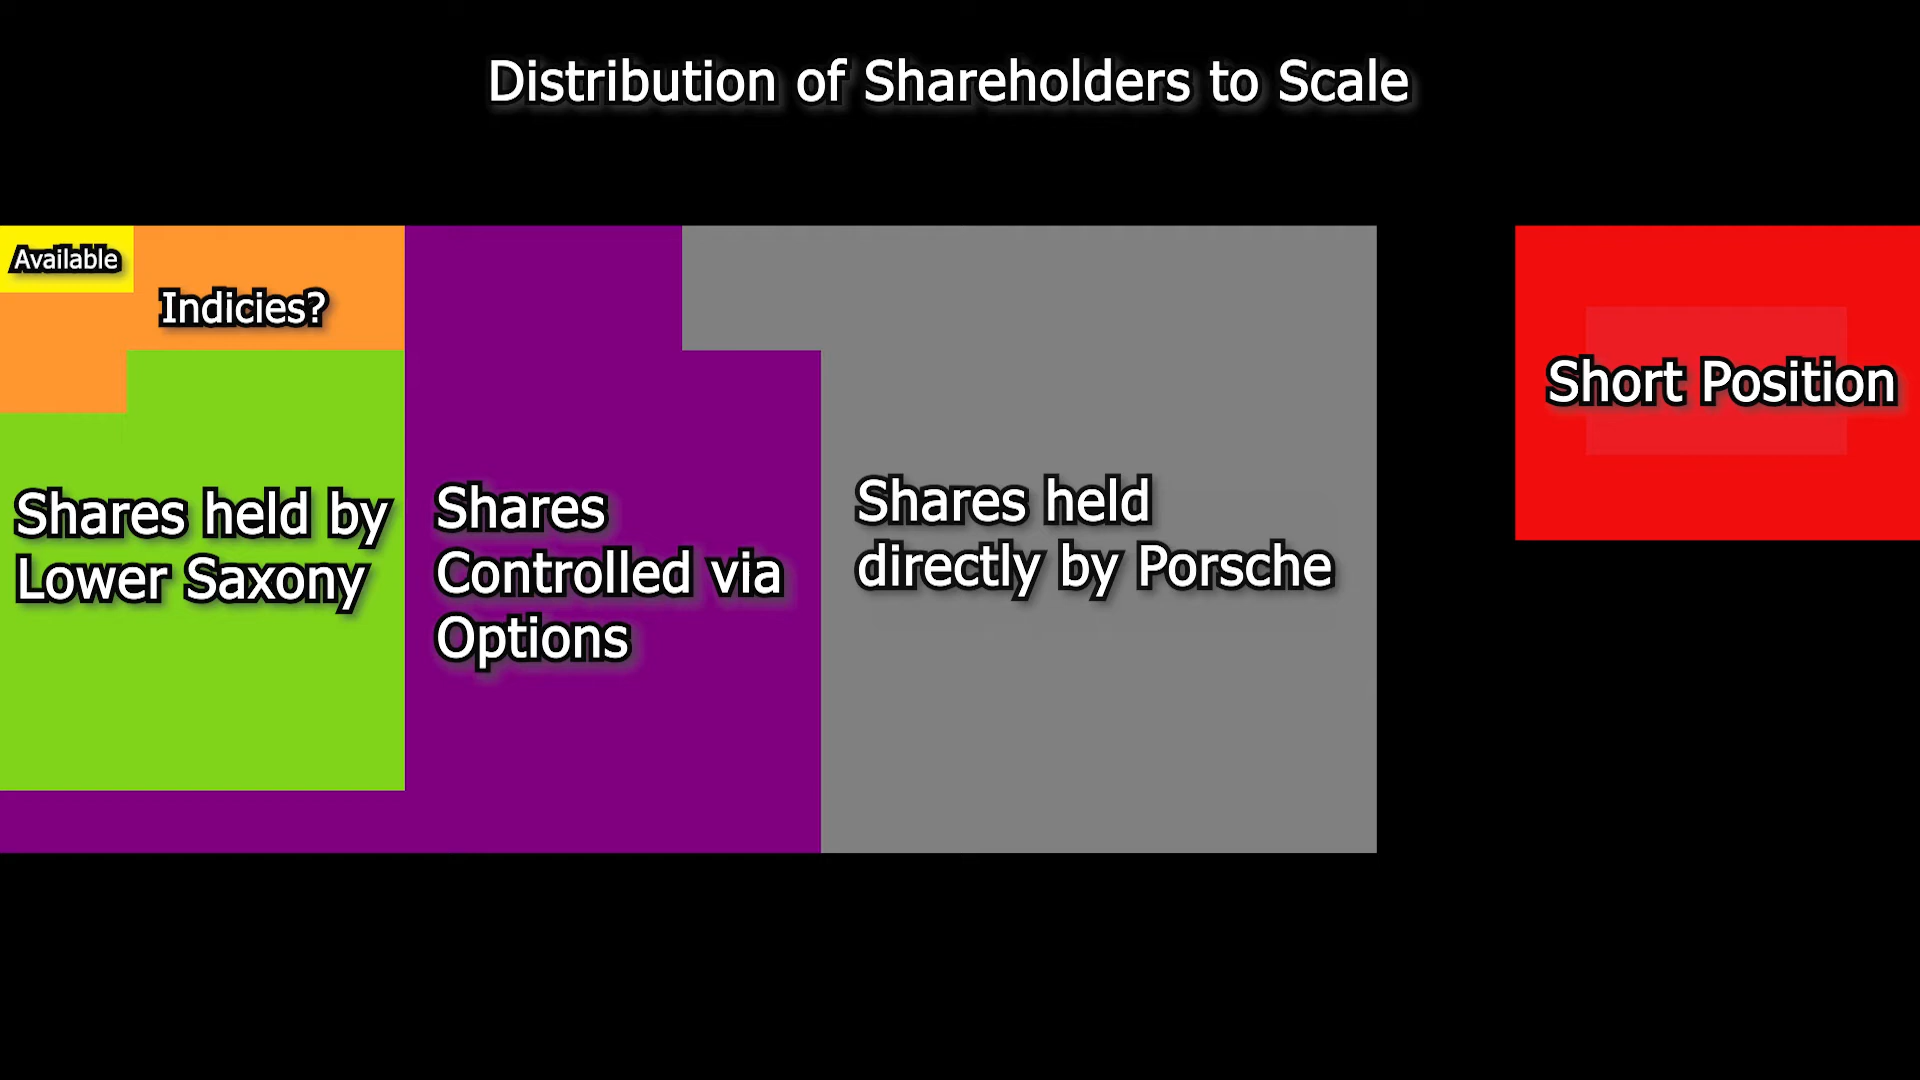 Distribution of Shareholders to Scale
Available
Indicies?
Shares held by
Lower Saxony
Shares
Controlled via
Options
Shares held
directly by Porsche
Short Position